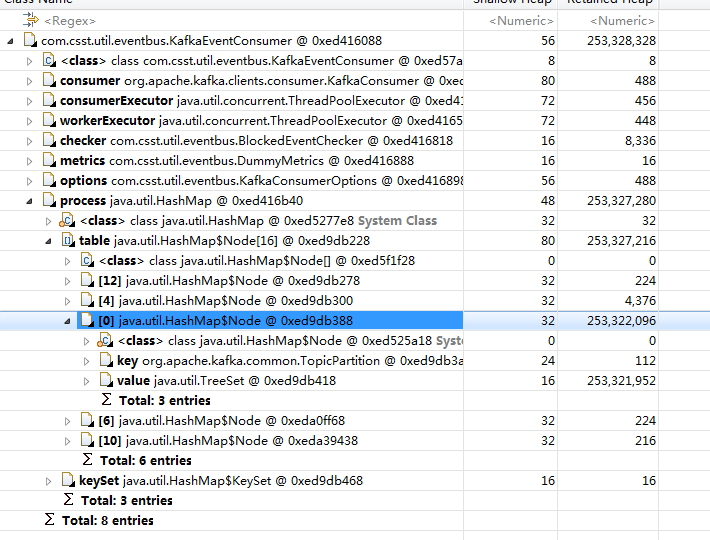 Class Name Shallow Heap Retained Heap
<Regex> <Numeric> <Numeric>
com.csst.util.eventbus.KafkaEventConsumer @ 0xed416088 56 253,328,328
<class> class com.csst.util.eventbus.KafkaEventConsumer @ 0xed57a 8 8
consumer org.apache.kafka.clients.consumer.KafkaConsumer @ 0xed 80 488
consumerExecutor java.util.concurrent.ThreadPoolExecutor @ 0xed41 72 456
workerExecutor java.util.concurrent.ThreadPoolExecutor @ 0xed4165 72 448
checker com.csst.util.eventbus.BlockedEventChecker @ 0xed416818 16 8,336
metrics com.csst.util.eventbus.DummyMetrics @ 0xed416888 16 16
options com.csst.util.eventbus.KafkaConsumerOptions @ 0xed416898 56 488
process java.util.HashMap @ 0xed416b40 48 253,327,280
<class> class java.util.HashMap @ 0xed5277e8 System Class 32 32
table java.util.HashMap$Node[16] @ 0xed9db228 80 253,327,216
<class> class java.util.HashMap$Node[] @ 0xed5f1f28 0 0
[12] java.util.HashMap$Node @ 0xed9db278 32 224
[4] java.util.HashMap$Node @ 0xed9db300 32 4,376
[0] java.util.HashMap$Node @ 0xed9db388 32 253,322,096
<class> class java.util.HashMap$Node @ 0xed525a18 Syst 0 0
key org.apache.kafka.common.TopicPartition @ 0xed9db3a 24 112
value java.util.TreeSet @ 0xed9db418 16 253,321,952
Σ Total: 3 entries
[6] java.util.HashMap$Node @ 0xeda0ff68 32 224
[10] java.util.HashMap$Node @ 0xeda39438 32 216
Σ Total: 6 entries
keySet java.util.HashMap$KeySet @ 0xed9db468 16 16
Σ Total: 3 entries
Σ Total: 8 entries